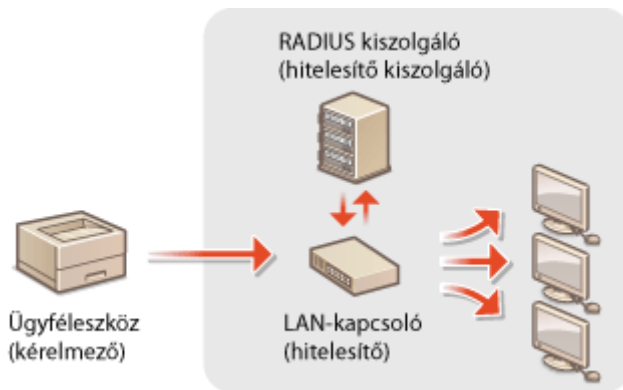 RADIUS kiszolgáló
(hitelesítő kiszolgáló)
Ügyféleszköz
(kérelmező)
LAN-kapcsoló
(hitelesítő)